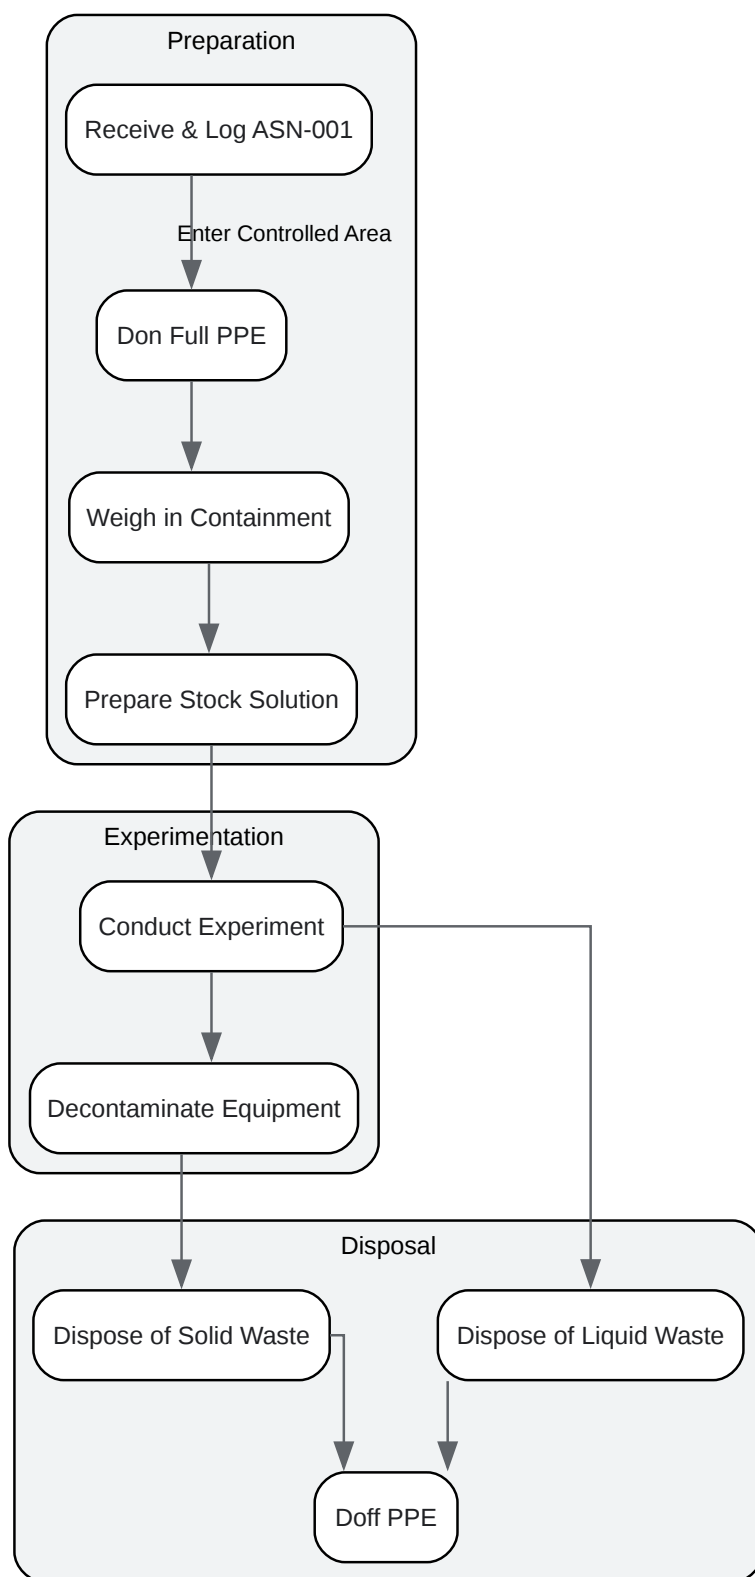 Preparation
Receive & Log ASN-001
Enter Controlled Area
Don Full PPE
Weigh in Containment
Prepare Stock Solution
Experimentation
Conduct Experiment
Decontaminate Equipment
Disposal
Dispose of Solid Waste
Dispose of Liquid Waste
Doff PPE